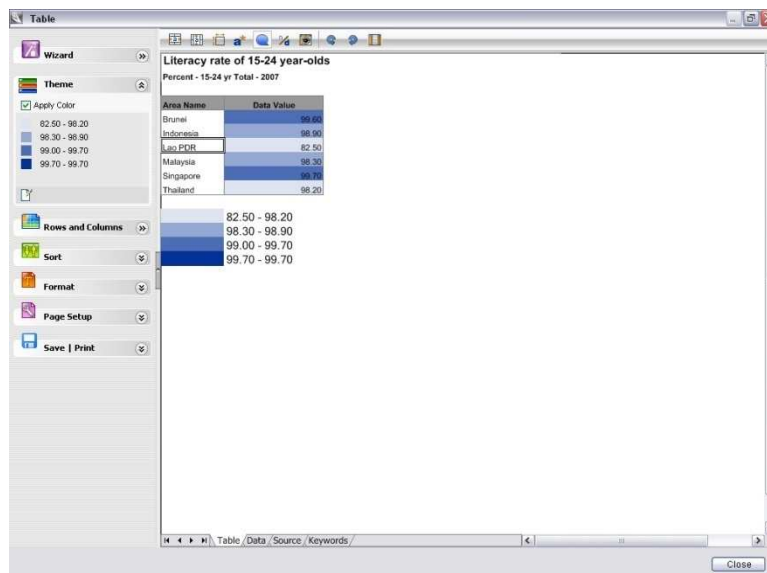 Table
Wizard
Theme
Apply Color
82.50 - 98.20
98.30 - 98.90
99.00 - 99.70
99.70 - 99.70
Rows and Columns
Sort
Format
Page Setup
Save | Print
Literacy rate of 15-24 year-olds
Percent - 15-24 yr Total - 2007
Area Name Data Value
Brunei 99.60
Indonesia 98.90
Lao PDR 82.50
Malaysia 98.30
Singapore 99.70
Thailand 98.20
82.50 - 98.20
98.30 - 98.90
99.00 - 99.70
99.70 - 99.70
Table / Data / Source / Keywords /
Close